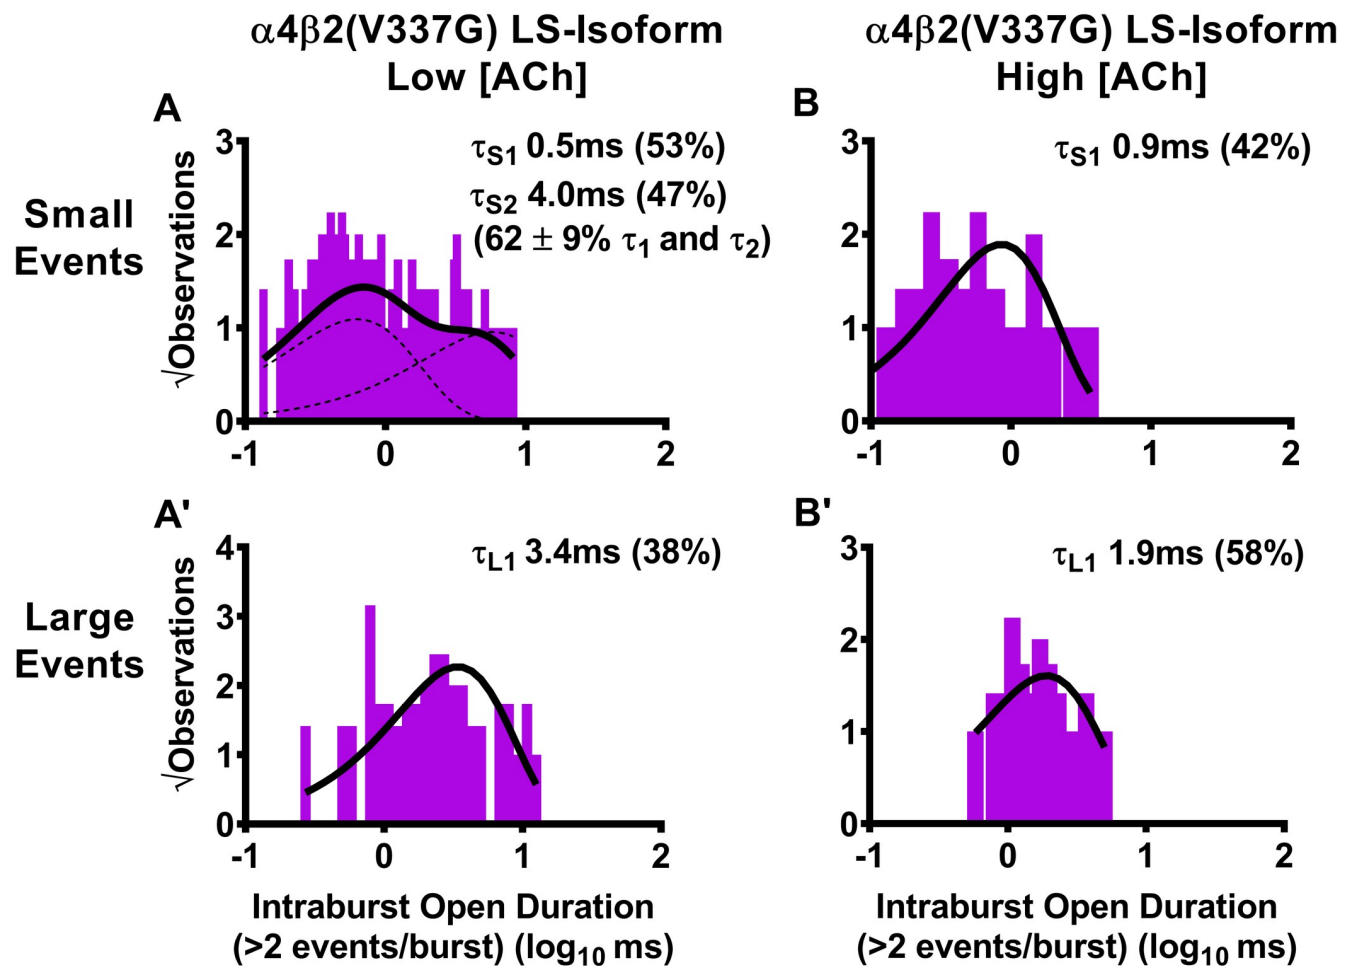 α4β2(V337G) LS-Isoform
Low [ACh]
α4β2(V337G) LS-Isoform
High [ACh]
A
τS1 0.5ms (53%)
τS2 4.0ms (47%)
(62 ± 9% τ1 and τ2)
Small
Events
√Observations
3
2
1
0
-1 0 1 2
B
τS1 0.9ms (42%)
3
2
1
0
-1 0 1 2
A'
τL1 3.4ms (38%)
Large
Events
√Observations
4
3
2
1
0
-1 0 1 2
Intraburst Open Duration
(>2 events/burst) (log10 ms)
B'
τL1 1.9ms (58%)
3
2
1
0
-1 0 1 2
Intraburst Open Duration
(>2 events/burst) (log10 ms)